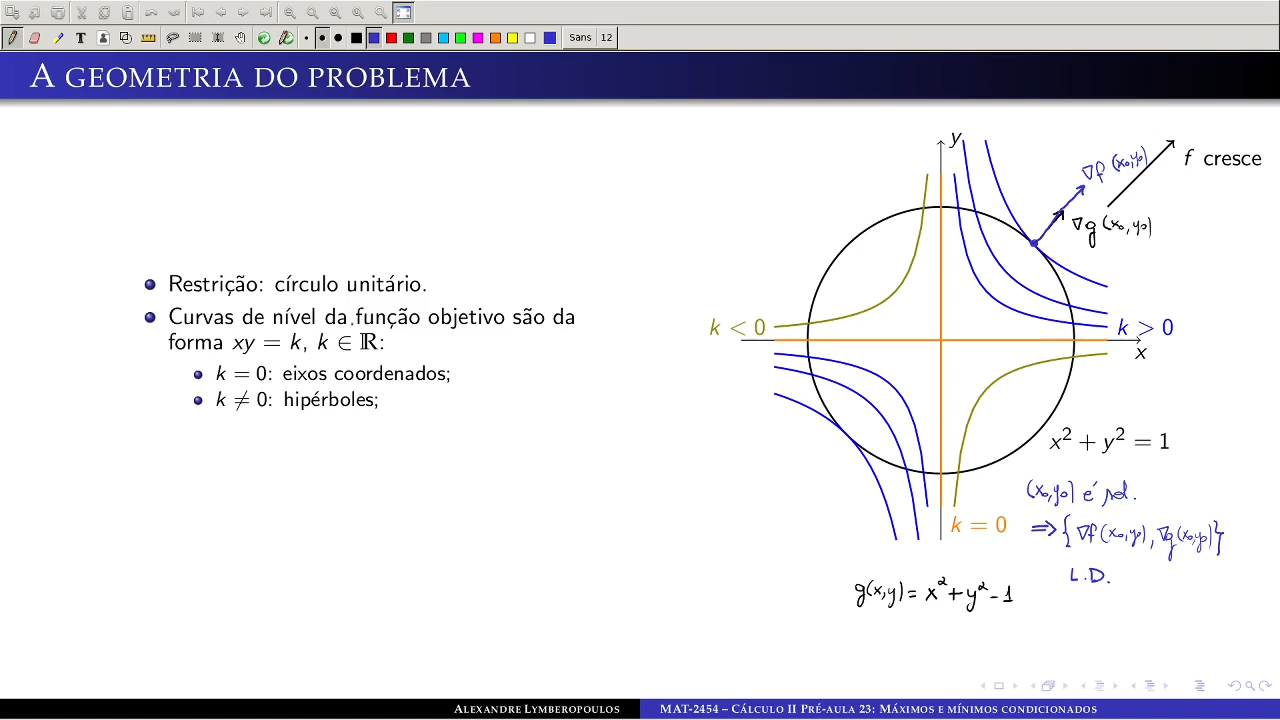 Sans 12
A GEOMETRIA DO PROBLEMA
Restrição: círculo unitário.
Curvas de nível da função objetivo são da
forma xy = k, k ∈ ℝ:
k = 0: eixos coordenados;
k ≠ 0: hipérboles;
y
∇f(x₀,y₀)
f cresce
∇g(x₀,y₀)
k < 0
k > 0
x
x² + y² = 1
(x₀,y₀) é sol.
k = 0
⇒ {∇f(x₀,y₀), ∇g(x₀,y₀)}
L.D.
g(x,y) = x² + y² - 1
ALEXANDRE LYMBEROPOULOS
MAT-2454 – CÁLCULO II PRÉ-AULA 23: MÁXIMOS E MÍNIMOS CONDICIONADOS